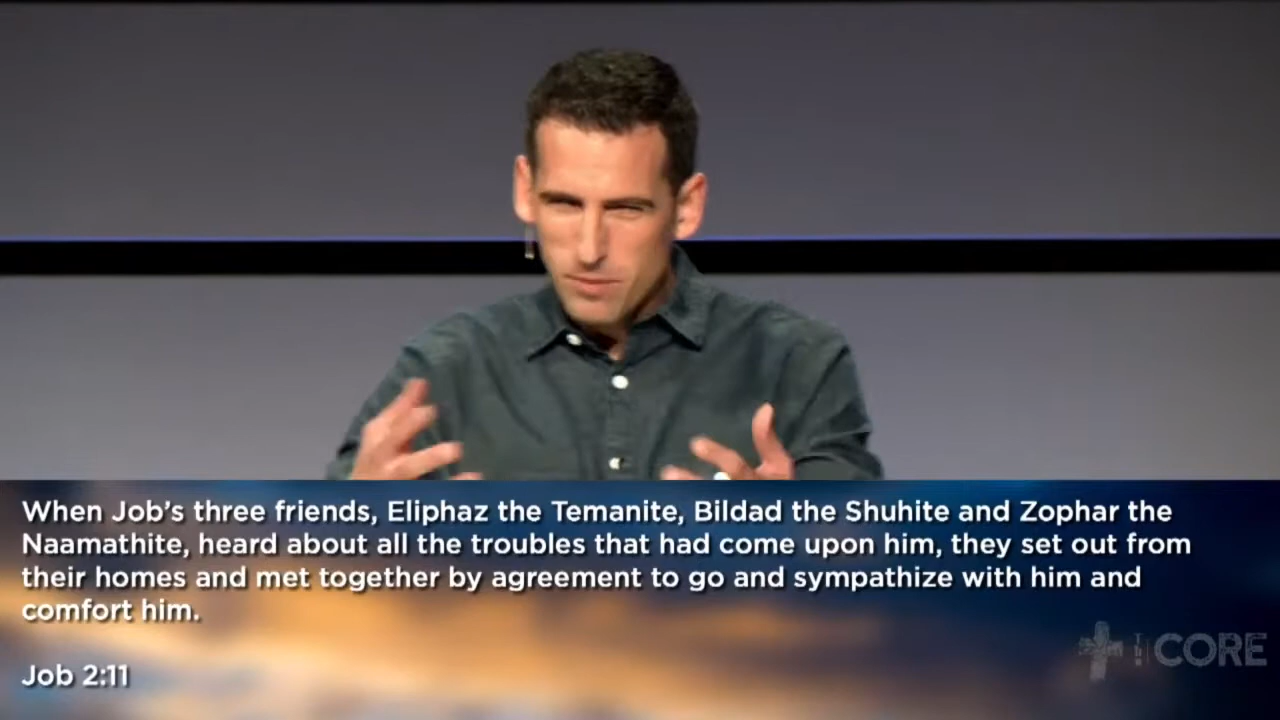 When Job's three friends, Eliphaz the Temanite, Bildad the Shuhite and Zophar the
Naamathite, heard about all the troubles that had come upon him, they set out from
their homes and met together by agreement to go and sympathize with him and
comfort him.
Job 2:11
THE CORE